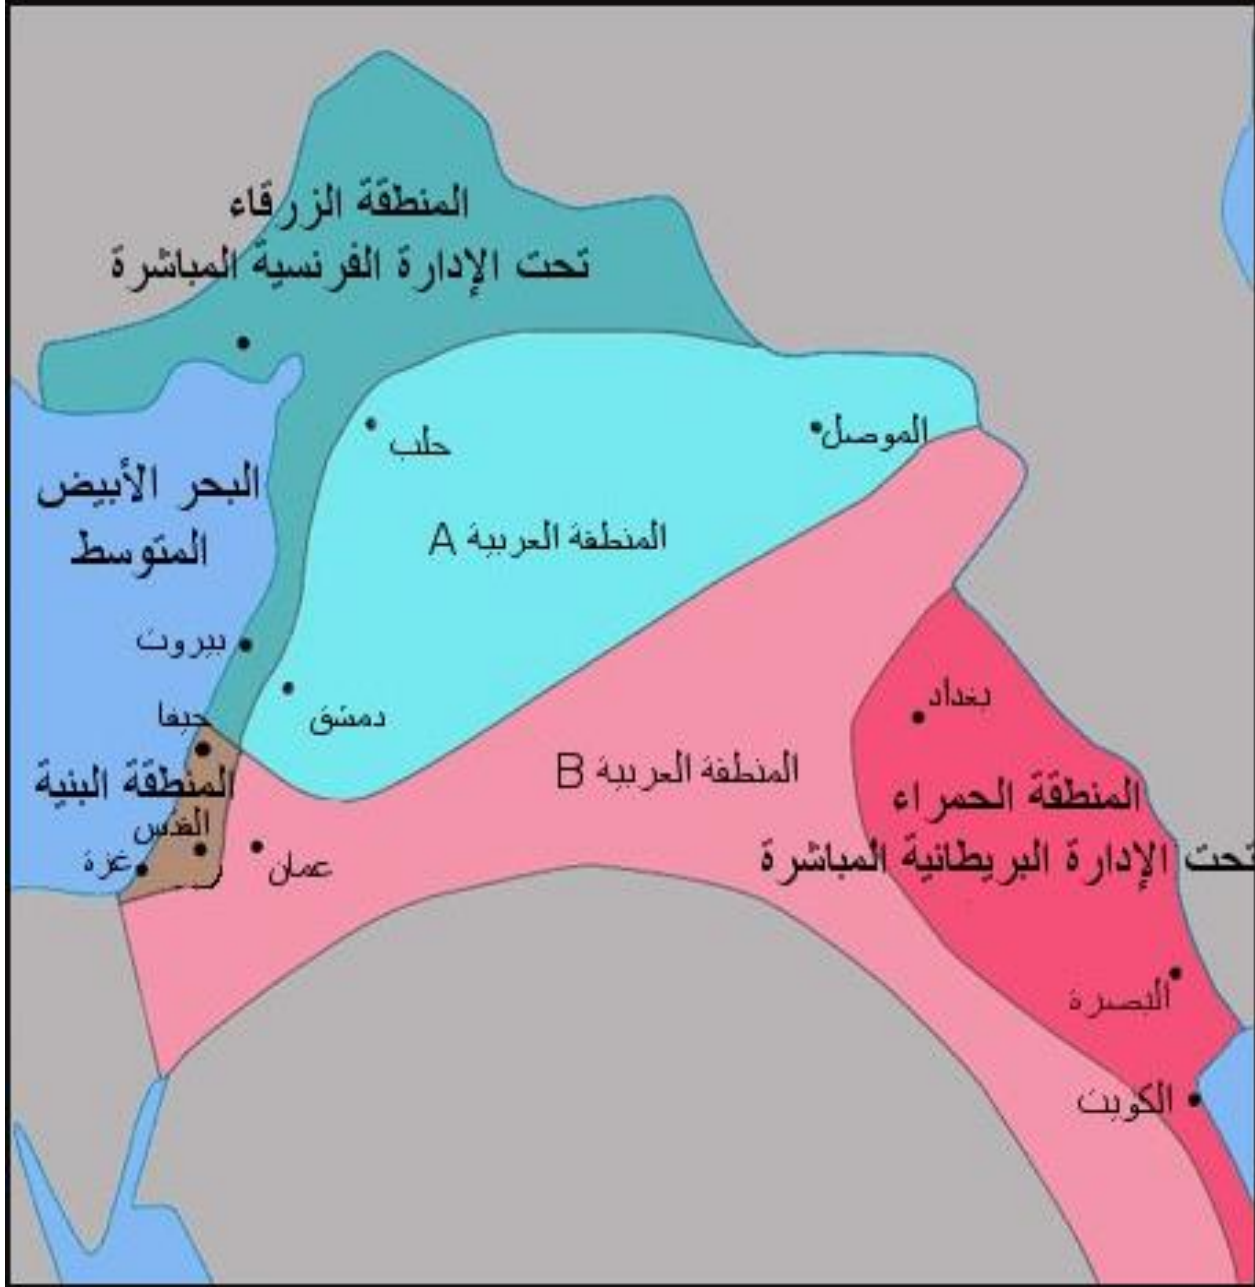 المنطقة الزرقاء
تحت الإدارة الفرنسية المباشرة
حلب
الموصل
البحر الأبيض
المتوسط
المنطقة العربية A
بيروت
دمشق
حيفا
بغداد
المنطقة البنية
المنطقة العربية B
المنطقة الحمراء
تحت الإدارة البريطانية المباشرة
القدس
غزة
عمان
البصرة
الكويت